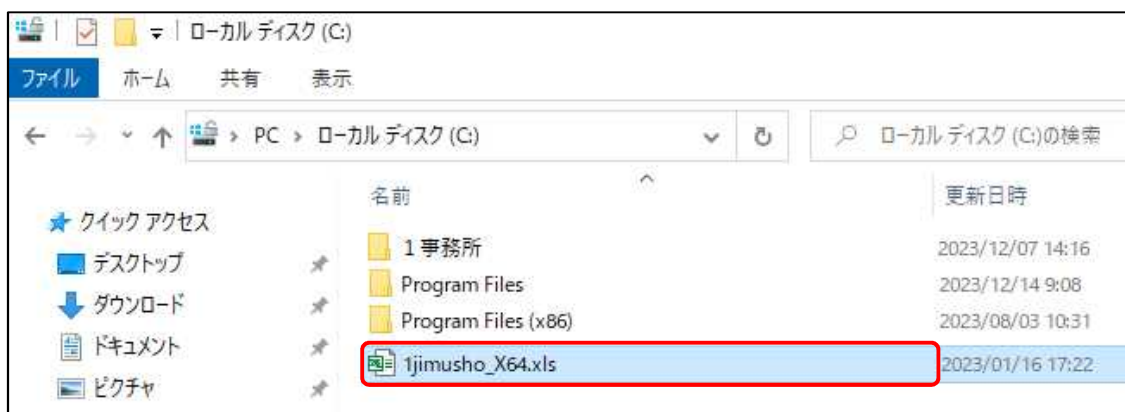 ローカル ディスク (C:)
ファイル ホーム 共有 表示
PC › ローカル ディスク (C:) ローカル ディスク (C:)の検索
名前 更新日時
クイック アクセス
デスクトップ
ダウンロード
ドキュメント
ピクチャ
1 事務所 2023/12/07 14:16
Program Files 2023/12/14 9:08
Program Files (x86) 2023/08/03 10:31
1jimusho_X64.xls 2023/01/16 17:22